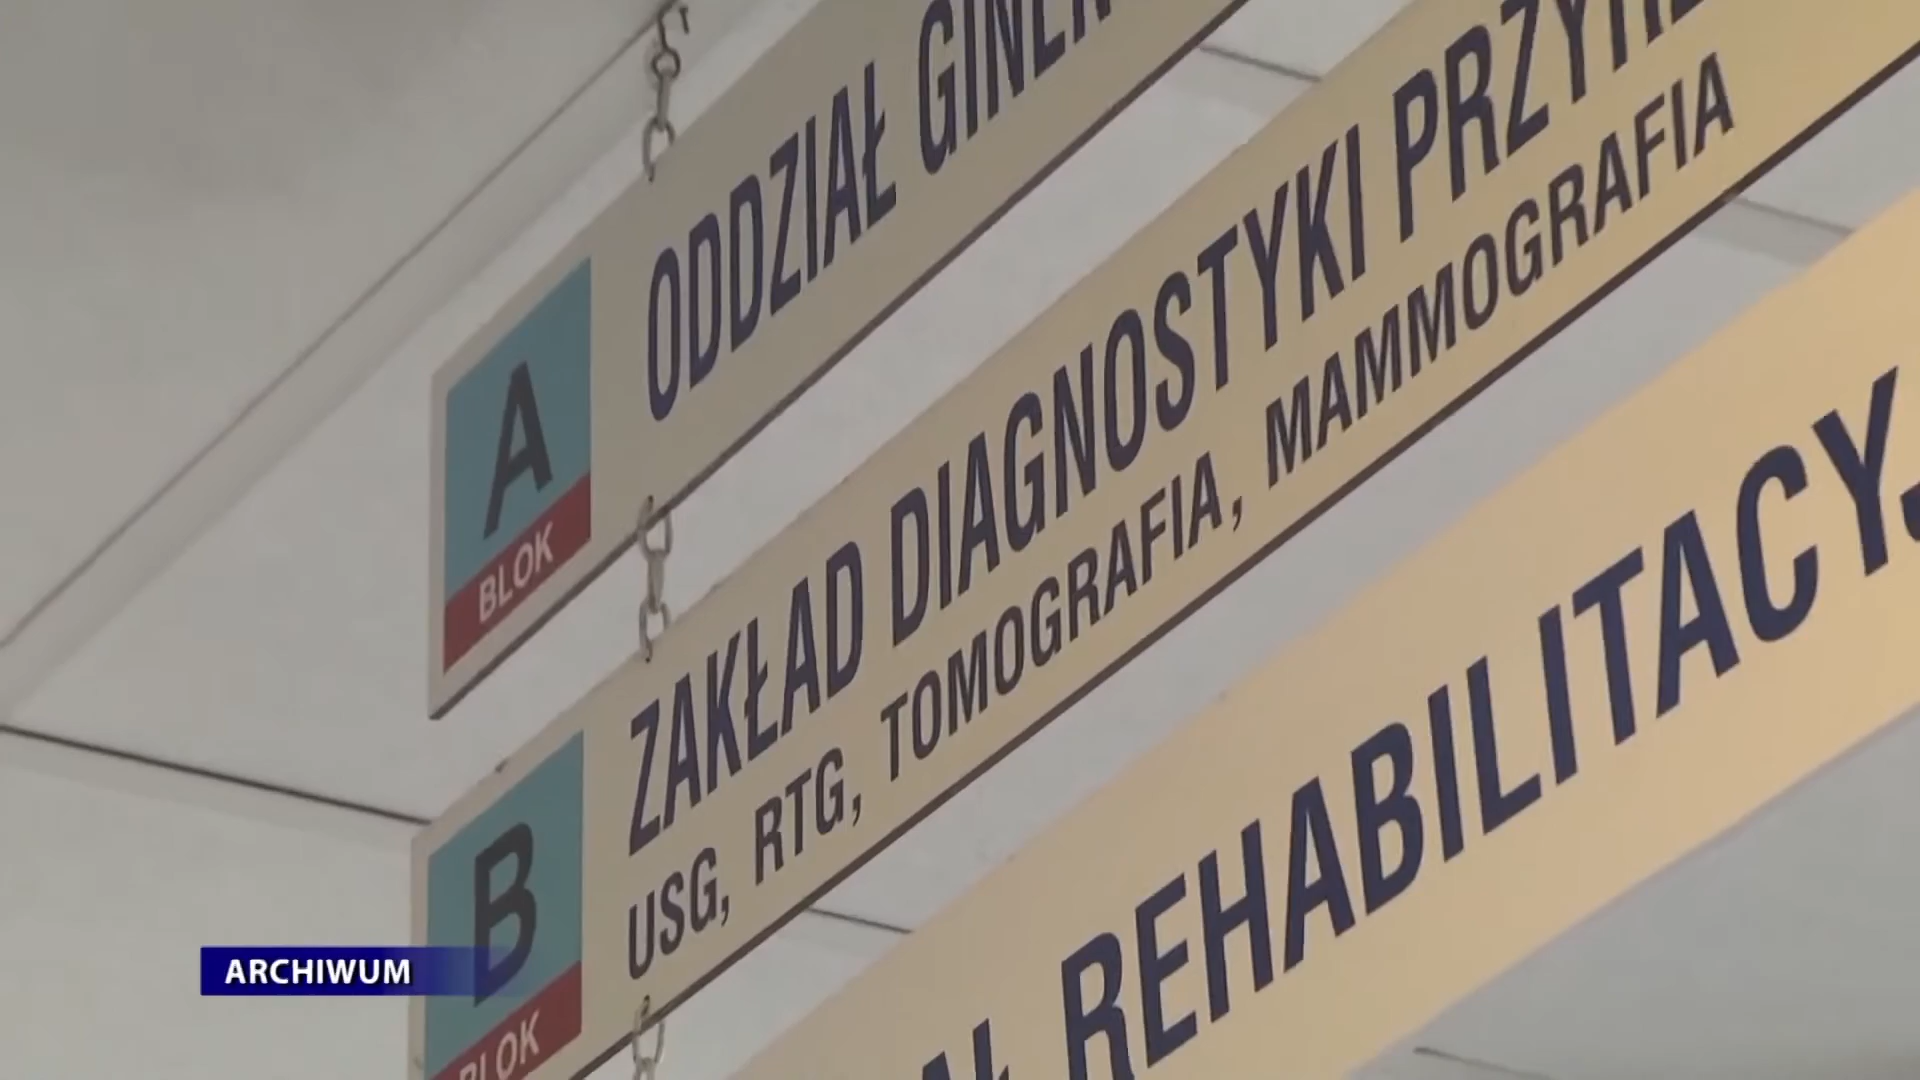 A
BLOK
ODDZIAŁ
B
BLOK
ZAKŁAD DIAGNOSTYKI
USG, RTG, TOMOGRAFIA, MAMMOGRAFIA
REHABILITACY
ARCHIWUM